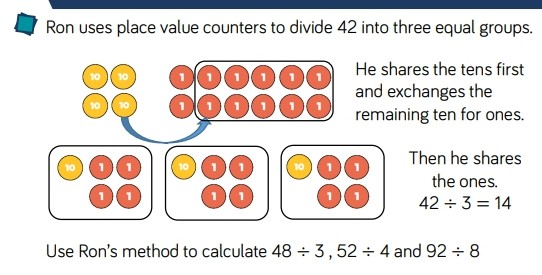 Ron uses place value counters to divide 42 into three equal groups.
10 10 1 1 1 1 1 1
10 10 1 1 1 1 1 1
He shares the tens first
and exchanges the
remaining ten for ones.
10 1 1 10 1 1 10 1 1
1 1 1 1 1 1
Then he shares
the ones.
42 ÷ 3 = 14
Use Ron's method to calculate 48 ÷ 3 , 52 ÷ 4 and 92 ÷ 8